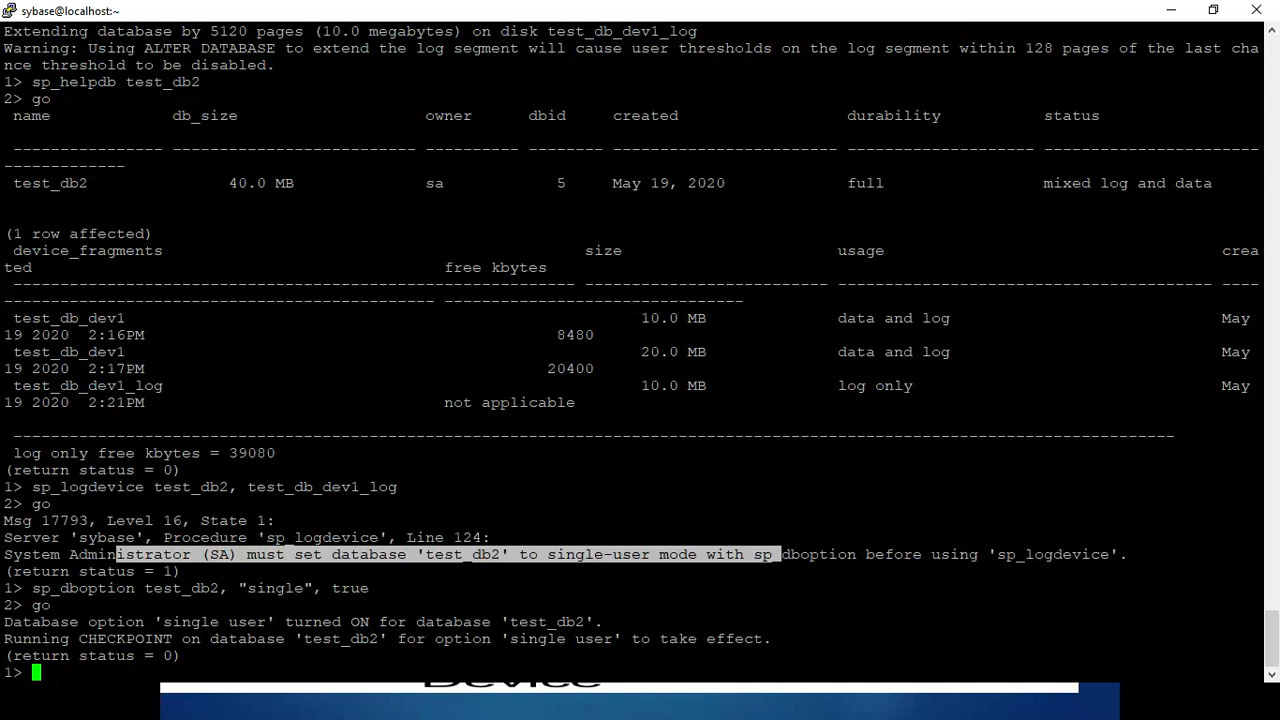 sybase@localhost:~
Extending database by 5120 pages (10.0 megabytes) on disk test_db_dev1_log
Warning: Using ALTER DATABASE to extend the log segment will cause user thresholds on the log segment within 128 pages of the last cha
nce threshold to be disabled.
1> sp_helpdb test_db2
2> go
name db_size owner dbid created durability status
---------------- -------------------------- ---------- -------- ------------------------ -------------------- -----------------------
-------------
test_db2 40.0 MB sa 5 May 19, 2020 full mixed log and data
(1 row affected)
device_fragments size usage crea
ted free kbytes
------------------------------------------------------------ -------------------------- ---------------------------------------- ----
---------------------------------------------- --------------------------------
test_db_dev1 10.0 MB data and log May
19 2020 2:16PM 8480
test_db_dev1 20.0 MB data and log May
19 2020 2:17PM 20400
test_db_dev1_log 10.0 MB log only May
19 2020 2:21PM not applicable
----------------------------------------------------------------------------------------------------------------------------
log only free kbytes = 39080
(return status = 0)
1> sp_logdevice test_db2, test_db_dev1_log
2> go
Msg 17793, Level 16, State 1:
Server 'sybase', Procedure 'sp_logdevice', Line 124:
System Administrator (SA) must set database 'test_db2' to single-user mode with sp_dboption before using 'sp_logdevice'.
(return status = 1)
1> sp_dboption test_db2, "single", true
2> go
Database option 'single user' turned ON for database 'test_db2'.
Running CHECKPOINT on database 'test_db2' for option 'single user' to take effect.
(return status = 0)
1>
Device